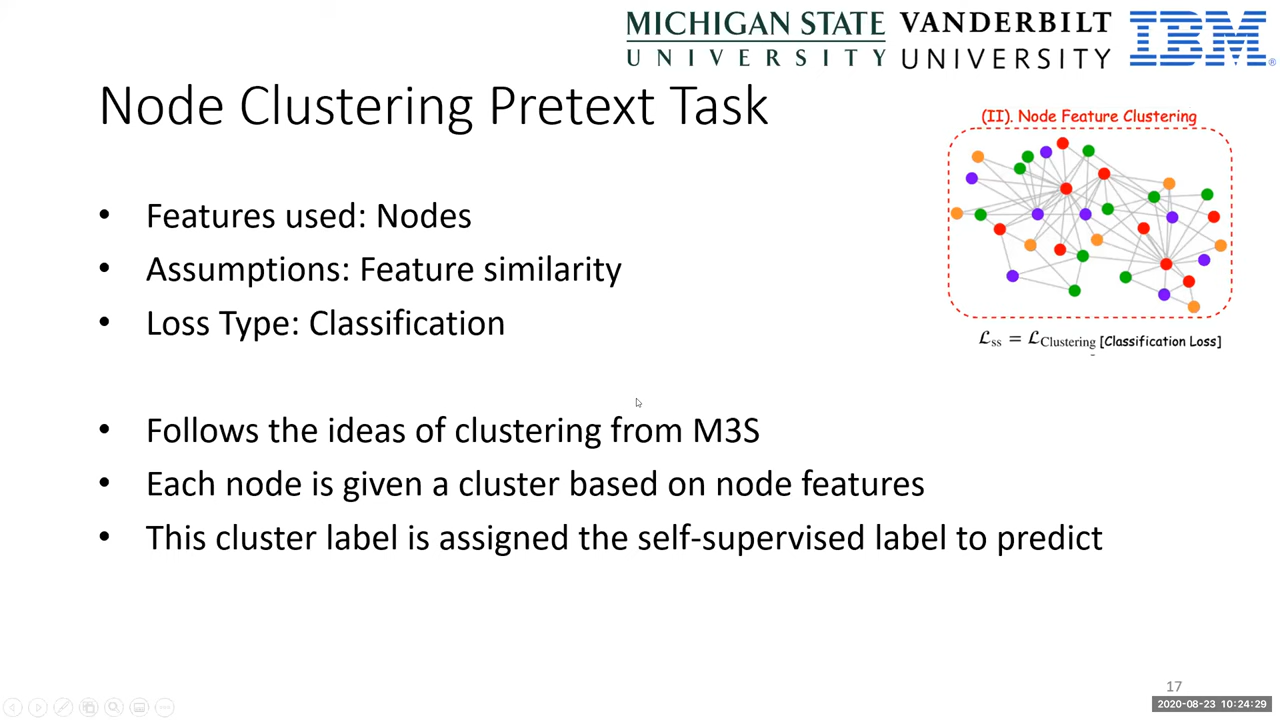 MICHIGAN STATE
UNIVERSITY
VANDERBILT
UNIVERSITY
IBM®
Node Clustering Pretext Task
(II). Node Feature Clustering
• Features used: Nodes
• Assumptions: Feature similarity
• Loss Type: Classification
ℒss = ℒClustering [Classification Loss]
• Follows the ideas of clustering from M3S
• Each node is given a cluster based on node features
• This cluster label is assigned the self-supervised label to predict
17
2020-08-23 10:24:29